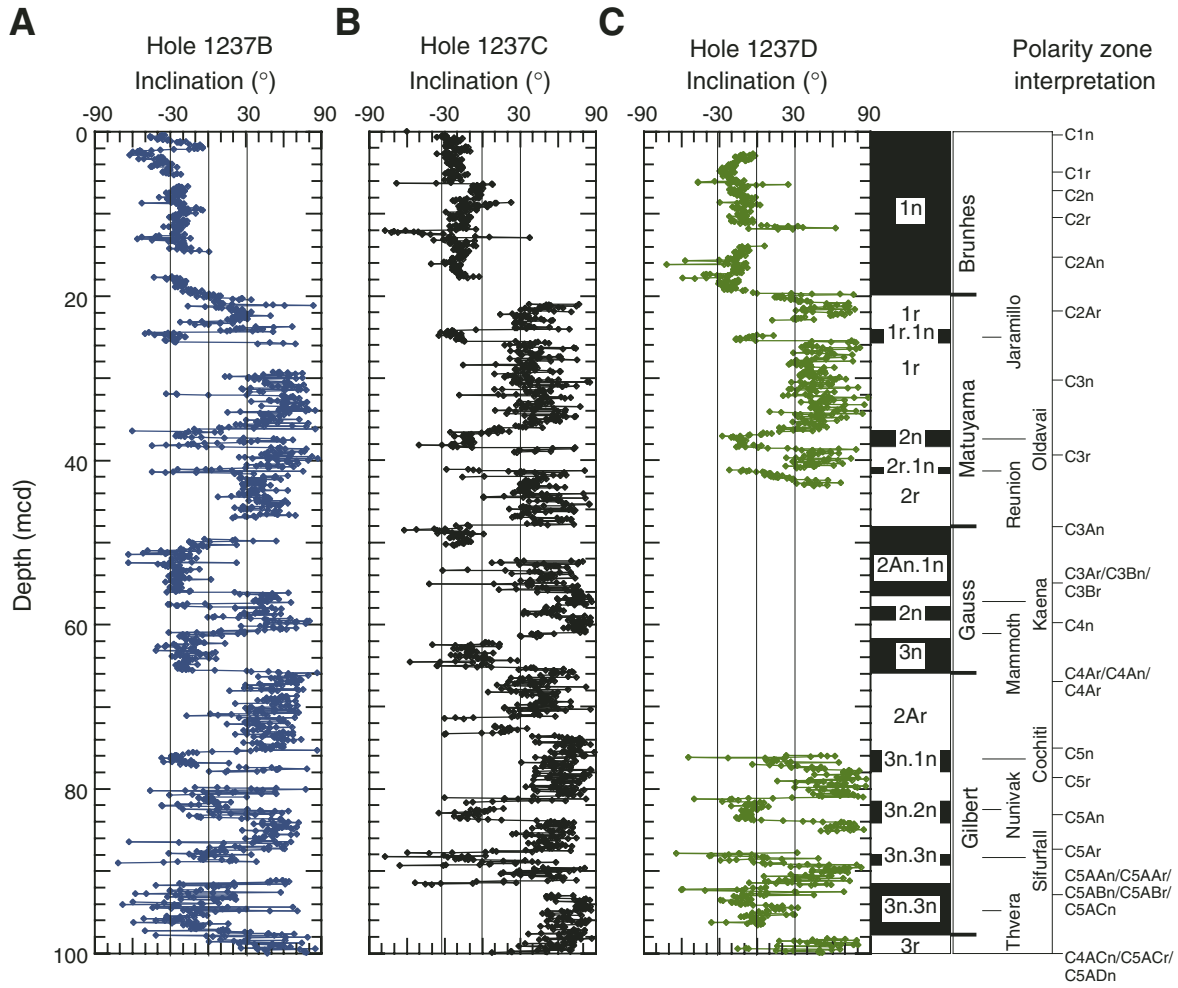 A
B
C
Hole 1237B
Hole 1237C
Hole 1237D
Polarity zone
Inclination (°)
Inclination (°)
Inclination (°)
interpretation
-90 -30 30 90
-90 -30 30 90
-90 -30 30 90
Depth (mcd)
0
20
40
60
80
100
1n
1r
1r.1n
1r
2n
2r.1n
2r
2An.1n
2n
3n
2Ar
3n.1n
3n.2n
3n.3n
3n.3n
3r
Brunhes
Matuyama
Gauss
Gilbert
Jaramillo
Oldavai
Reunion
Kaena
Mammoth
Cochiti
Nunivak
Sifurfall
Thvera
C1n
C1r
C2n
C2r
C2An
C2Ar
C3n
C3r
C3An
C3Ar/C3Bn/
C3Br
C4n
C4Ar/C4An/
C4Ar
C5n
C5r
C5An
C5Ar
C5AAn/C5AAr/
C5ABn/C5ABr/
C5ACn
C4ACn/C5ACr/
C5ADn